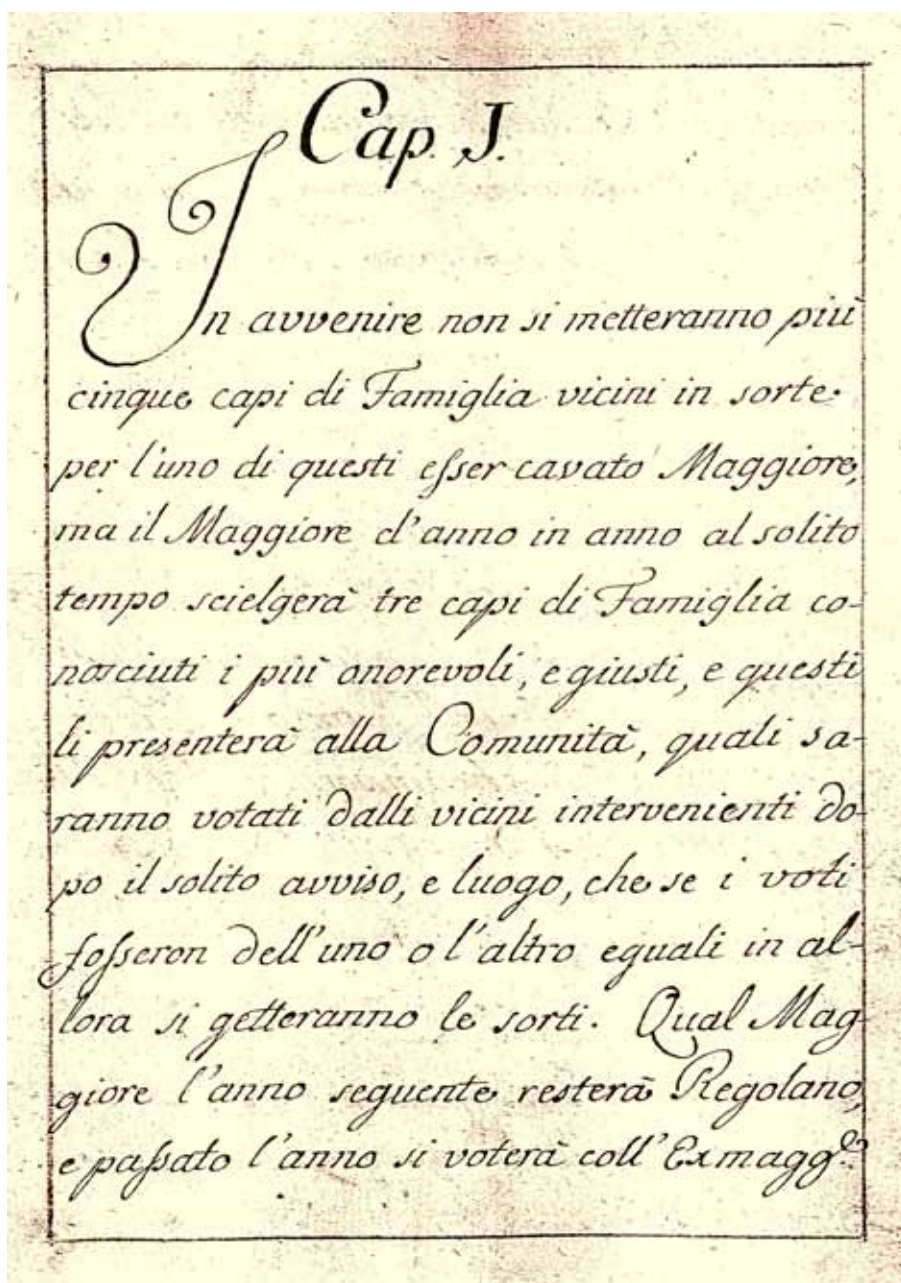 Cap. I.
In avvenire non si metteranno più
cinque capi di Famiglia vicini in sorte
per l'uno di questi eſser cavato Maggiore,
ma il Maggiore d'anno in anno al solito
tempo scielgerà tre capi di Famiglia co-
nosciuti i più onorevoli, e giusti, e questi
li presenterà alla Comunità, quali sa-
ranno votati dalli vicini intervenienti do-
po il solito avviso, e luogo, che se i voti
foſseron dell'uno o l'altro eguali in al-
lora si getteranno le sorti. Qual Mag-
giore l'anno seguente resterà Regolano,
e paſsato l'anno si voterà coll'Exmagg.e